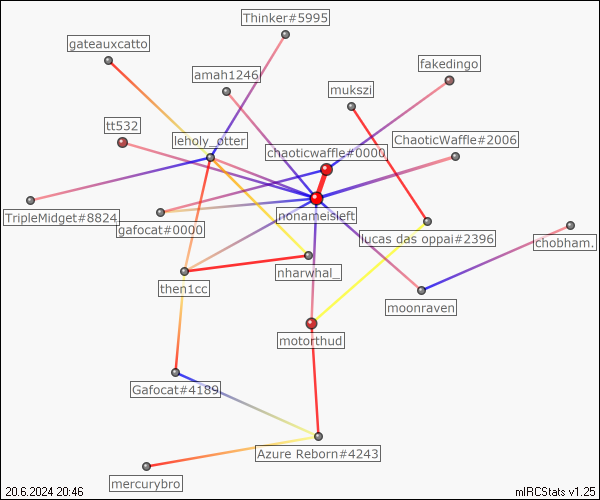 Thinker#5995
gateauxcatto
fakedingo
amah1246
mukszi
tt532
leholy_otter
ChaoticWaffle#2006
chaoticwaffle#0000
TripleMidget#8824
nonameisleft
gafocat#0000
lucas das oppai#2396
chobham.
nharwhal_
then1cc
moonraven
motorthud
Gafocat#4189
Azure Reborn#4243
mercurybro
20.6.2024 20:46
mIRCStats v1.25